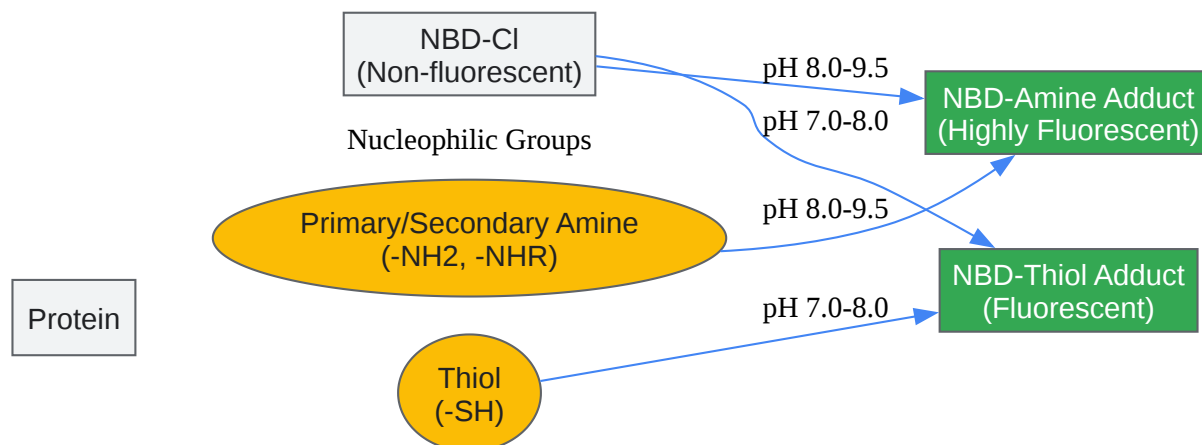 NBD-Cl
(Non-fluorescent)
pH 8.0-9.5
NBD-Amine Adduct
(Highly Fluorescent)
pH 7.0-8.0
Nucleophilic Groups
Primary/Secondary Amine
(-NH2, -NHR)
pH 8.0-9.5
NBD-Thiol Adduct
(Fluorescent)
Protein
pH 7.0-8.0
Thiol
(-SH)